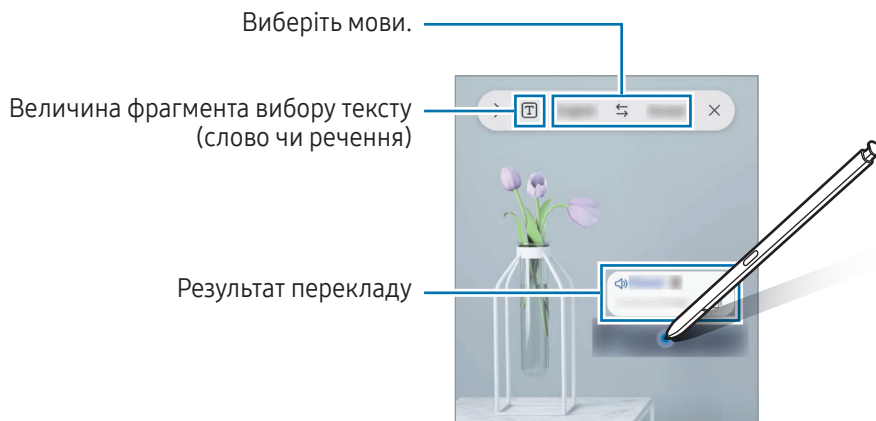 Виберіть мови.
Величина фрагмента вибору тексту
(слово чи речення)
T
Результат перекладу